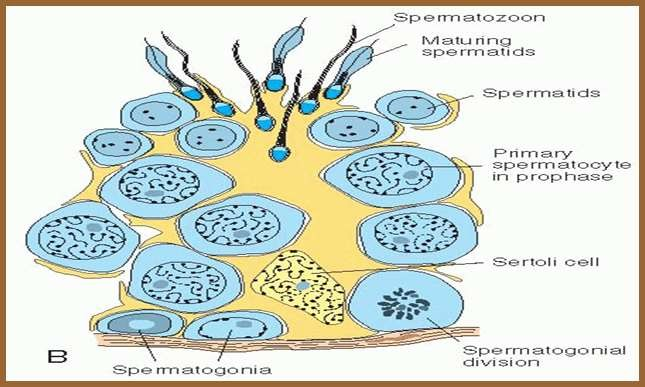 Spermatozoon
Maturing
spermatids
Spermatids
Primary
spermatocyte
in prophase
Sertoli cell
Spermatogonial
division
B
Spermatogonia